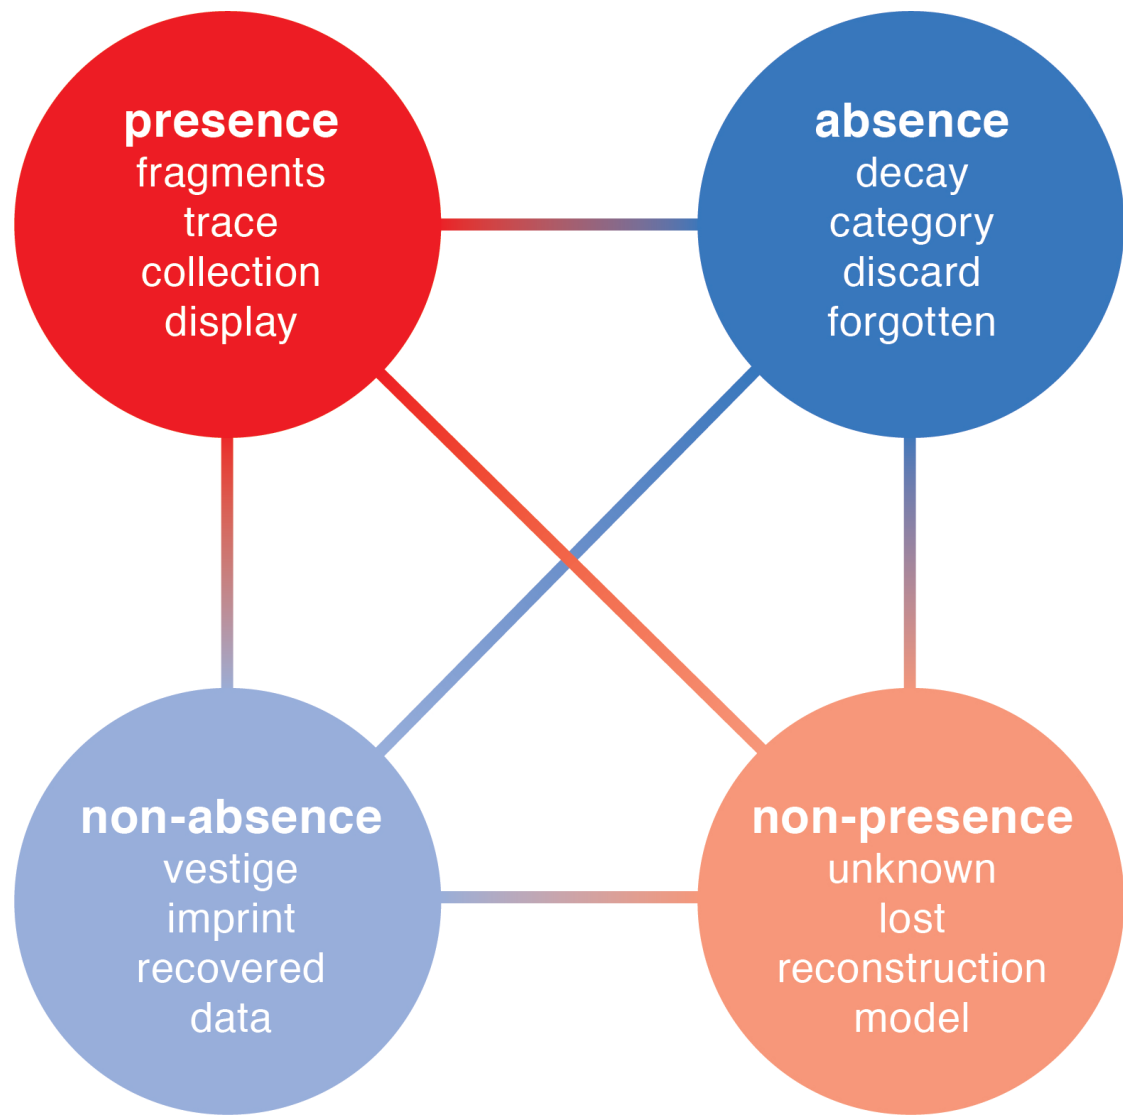 presence
fragments
trace
collection
display
absence
decay
category
discard
forgotten
non-absence
vestige
imprint
recovered
data
non-presence
unknown
lost
reconstruction
model